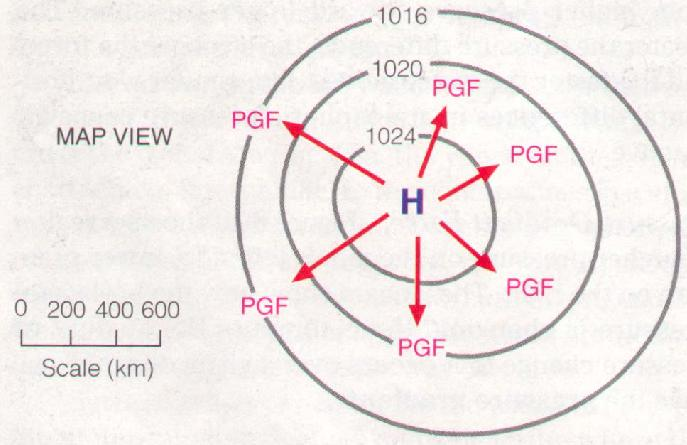 1016
1020
PGF
PGF
MAP VIEW
1024
PGF
H
PGF
PGF
0 200 400 600
PGF
Scale (km)